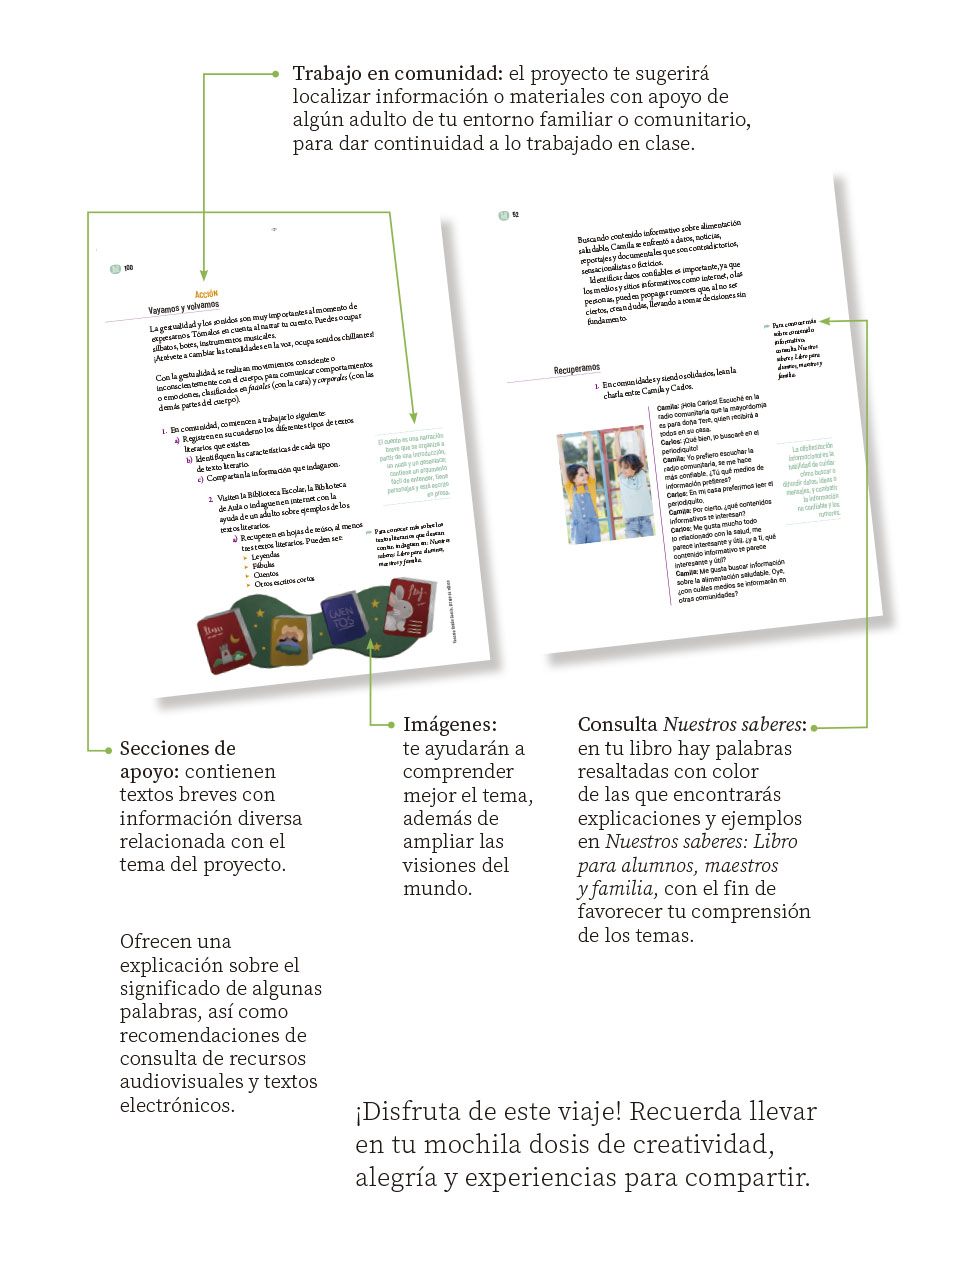 Trabajo en comunidad: el proyecto te sugerirá
localizar información o materiales con apoyo de
algún adulto de tu entorno familiar o comunitario,
para dar continuidad a lo trabajado en clase.
100
Acción
Vayamos y volvamos
La gestualidad y los sonidos son muy importantes al momento de
expresarnos. Tómalos en cuenta al narrar tu cuento. Puedes ocupar
silbatos, botes, instrumentos musicales.
¡Atrévete a cambiar las tonalidades en la voz, ocupa sonidos chillantes!
Con la gestualidad, se realizan movimientos consciente o
inconscientemente con el cuerpo, para comunicar comportamientos
o emociones, clasificados en faciales (con la cara) y corporales (con las
demás partes del cuerpo).
1. En comunidad, comiencen a trabajar lo siguiente:
a) Registren en su cuaderno los diferentes tipos de textos
literarios que existen.
b) Identifiquen las características de cada tipo
de texto literario.
c) Compartan la información que indagaron.
El cuento es una narración
breve que se organiza a
partir de una introducción,
un nudo y un desenlace;
contiene un argumento
fácil de entender, tiene
personajes y está escrito
en prosa.
2. Visiten la Biblioteca Escolar, la Biblioteca
de Aula o indaguen en internet con la
ayuda de un adulto sobre ejemplos de los
textos literarios.
a) Recuperen en hojas de reúso, al menos
tres textos literarios. Pueden ser:
Leyendas
Fábulas
Cuentos
Otros escritos cortos
Para conocer más sobre los
textos literarios que desean
contar, indaguen en: Nuestros
saberes: Libro para alumnos,
maestros y familia.
CUEN
TOS
52
Buscando contenido informativo sobre alimentación
saludable, Camila se enfrentó a datos, noticias,
reportajes y documentales que son contradictorios,
sensacionalistas o ficticios.
Identificar datos confiables es importante, ya que
los medios y sitios informativos como internet, o las
personas, pueden propagar rumores que, al no ser
ciertos, crean dudas, llevando a tomar decisiones sin
fundamento.
Para conocer más
sobre contenido
informativo,
consulta Nuestros
saberes: Libro para
alumnos, maestros y
familia.
Recuperamos
1. En comunidades y siendo solidarios, lean la
charla entre Camila y Carlos.
Camila: ¡Hola Carlos! Escuché en la
radio comunitaria que la mayordomía
es para doña Tere, quien recibirá a
todos en su casa.
Carlos: ¡Qué bien, lo buscaré en el
periodiquito!
Camila: Yo prefiero escuchar la
radio comunitaria, se me hace
más confiable. ¿Tú qué medios de
información prefieres?
Carlos: En mi casa preferimos leer el
periodiquito.
Camila: Por cierto, ¿qué contenidos
informativos te interesan?
Carlos: Me gusta mucho todo
lo relacionado con la salud, me
parece interesante y útil, ¿y a ti, qué
contenido informativo te parece
interesante y útil?
Camila: Me gusta buscar información
sobre la alimentación saludable. Oye,
¿con cuáles medios se informarán en
otras comunidades?
La alfabetización
informacional es la
habilidad de cuidar
cómo buscar o
difundir datos, ideas o
mensajes, y combatir
la información
no confiable y los
rumores.
Secciones de
apoyo: contienen
textos breves con
información diversa
relacionada con el
tema del proyecto.
Ofrecen una
explicación sobre el
significado de algunas
palabras, así como
recomendaciones de
consulta de recursos
audiovisuales y textos
electrónicos.
Imágenes:
te ayudarán a
comprender
mejor el tema,
además de
ampliar las
visiones del
mundo.
Consulta Nuestros saberes:
en tu libro hay palabras
resaltadas con color
de las que encontrarás
explicaciones y ejemplos
en Nuestros saberes: Libro
para alumnos, maestros
y familia, con el fin de
favorecer tu comprensión
de los temas.
¡Disfruta de este viaje! Recuerda llevar
en tu mochila dosis de creatividad,
alegría y experiencias para compartir.